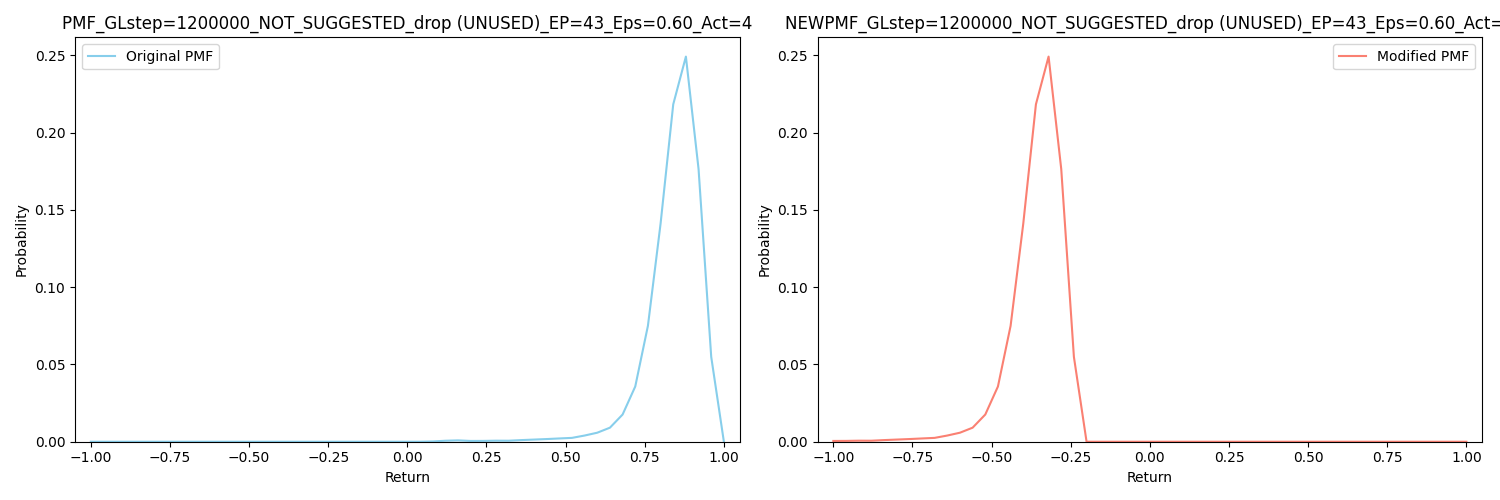 PMF_GLstep=1200000_NOT_SUGGESTED_drop (UNUSED)_EP=43_Eps=0.60_Act=4
Original PMF
0.25
0.20
0.15
0.10
0.05
0.00
Probability
−1.00 −0.75 −0.50 −0.25 0.00 0.25 0.50 0.75 1.00
Return
NEWPMF_GLstep=1200000_NOT_SUGGESTED_drop (UNUSED)_EP=43_Eps=0.60_Act=
Modified PMF
0.25
0.20
0.15
0.10
0.05
0.00
Probability
−1.00 −0.75 −0.50 −0.25 0.00 0.25 0.50 0.75 1.00
Return